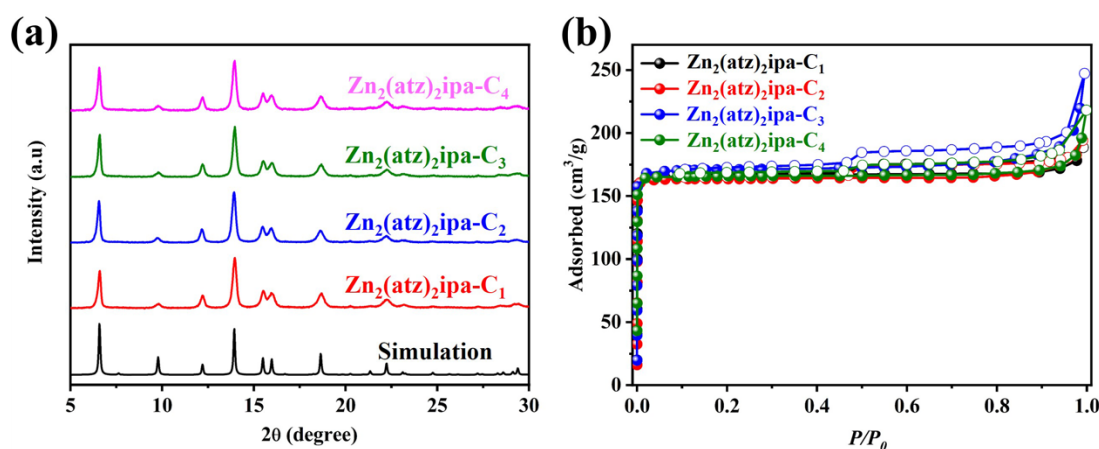 (a)
Intensity (a.u)
Zn₂(atz)₂ipa-C₄
Zn₂(atz)₂ipa-C₃
Zn₂(atz)₂ipa-C₂
Zn₂(atz)₂ipa-C₁
Simulation
5 10 15 20 25 30
2θ (degree)
(b)
Adsorbed (cm³/g)
Zn₂(atz)₂ipa-C₁
Zn₂(atz)₂ipa-C₂
Zn₂(atz)₂ipa-C₃
Zn₂(atz)₂ipa-C₄
250
200
150
100
50
0
0.0 0.2 0.4 0.6 0.8 1.0
P/P₀